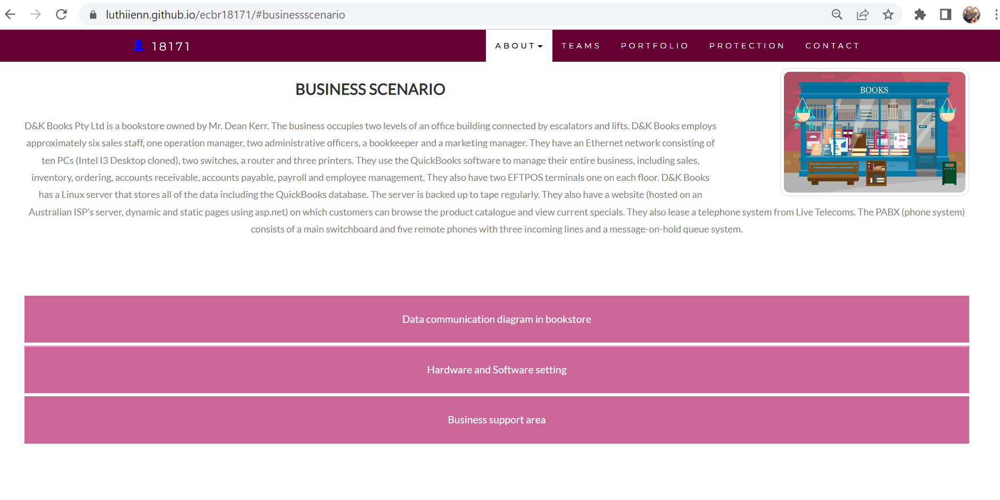 luthiienn.github.io/ecbr18171/#businessscenario
18171
ABOUT
TEAMS
PORTFOLIO
PROTECTION
CONTACT
BUSINESS SCENARIO
BOOKS
267
OPEN
D&K Books Pty Ltd is a bookstore owned by Mr. Dean Kerr. The business occupies two levels of an office building connected by escalators and lifts. D&K Books employs
approximately six sales staff, one operation manager, two administrative officers, a bookkeeper and a marketing manager. They have an Ethernet network consisting of
ten PCs (Intel I3 Desktop cloned), two switches, a router and three printers. They use the QuickBooks software to manage their entire business, including sales,
inventory, ordering, accounts receivable, accounts payable, payroll and employee management. They also have two EFTPOS terminals one on each floor. D&K Books
has a Linux server that stores all of the data including the QuickBooks database. The server is backed up to tape regularly. They also have a website (hosted on an
Australian ISP’s server, dynamic and static pages using asp.net) on which customers can browse the product catalogue and view current specials. They also lease a telephone system from Live Telecoms. The PABX (phone system)
consists of a main switchboard and five remote phones with three incoming lines and a message-on-hold queue system.
Data communication diagram in bookstore
Hardware and Software setting
Business support area